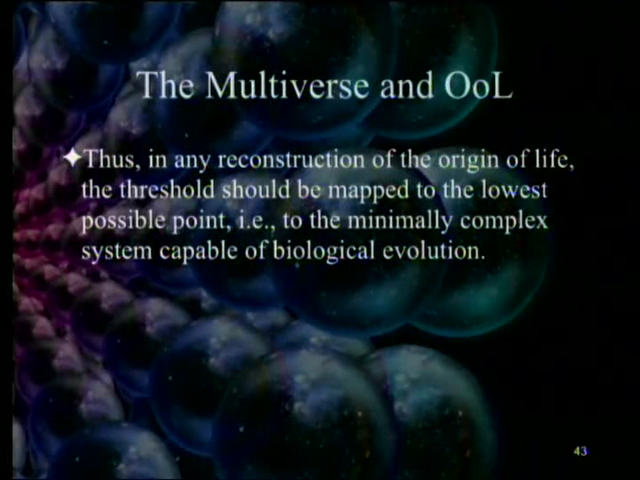 The Multiverse and OoL
Thus, in any reconstruction of the origin of life,
the threshold should be mapped to the lowest
possible point, i.e., to the minimally complex
system capable of biological evolution.
43